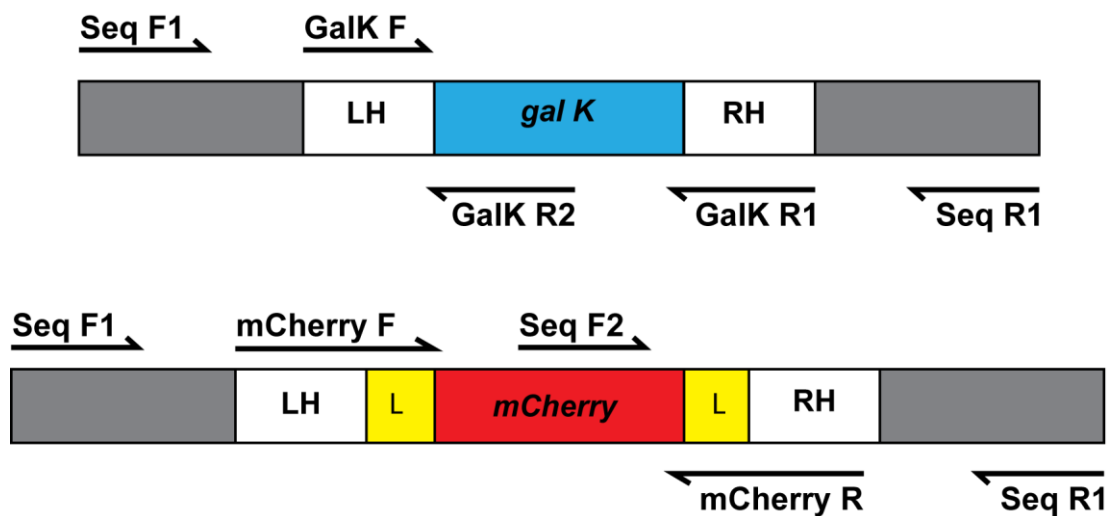 Seq F1 GalK F
LH gal K RH
GalK R2 GalK R1 Seq R1
Seq F1 mCherry F Seq F2
LH L mCherry L RH
mCherry R Seq R1